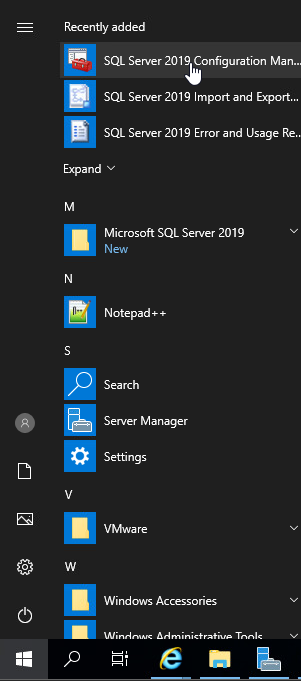 Recently added
SQL Server 2019 Configuration Man...
SQL Server 2019 Import and Export...
SQL Server 2019 Error and Usage Re...
Expand
M
Microsoft SQL Server 2019
New
N
Notepad++
S
Search
Server Manager
Settings
V
VMware
W
Windows Accessories
Windows Administrative Tools